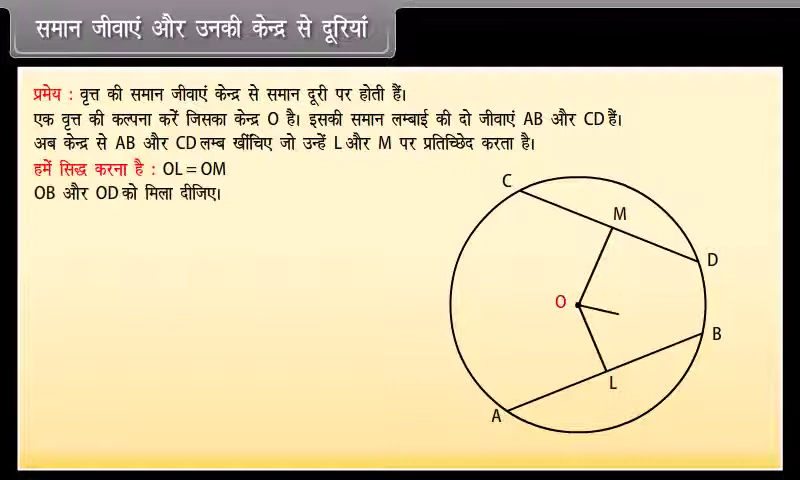 समान जीवाएं और उनकी केन्द्र से दूरियां
प्रमेय : वृत्त की समान जीवाएं केन्द्र से समान दूरी पर होती हैं।
एक वृत्त की कल्पना करें जिसका केन्द्र O है। इसकी समान लम्बाई की दो जीवाएं AB और CD हैं।
अब केन्द्र से AB और CD लम्ब खींचिए जो उन्हें L और M पर प्रतिच्छेद करता है।
हमें सिद्ध करना है : OL = OM
OB और OD को मिला दीजिए।
C
M
D
O
B
L
A